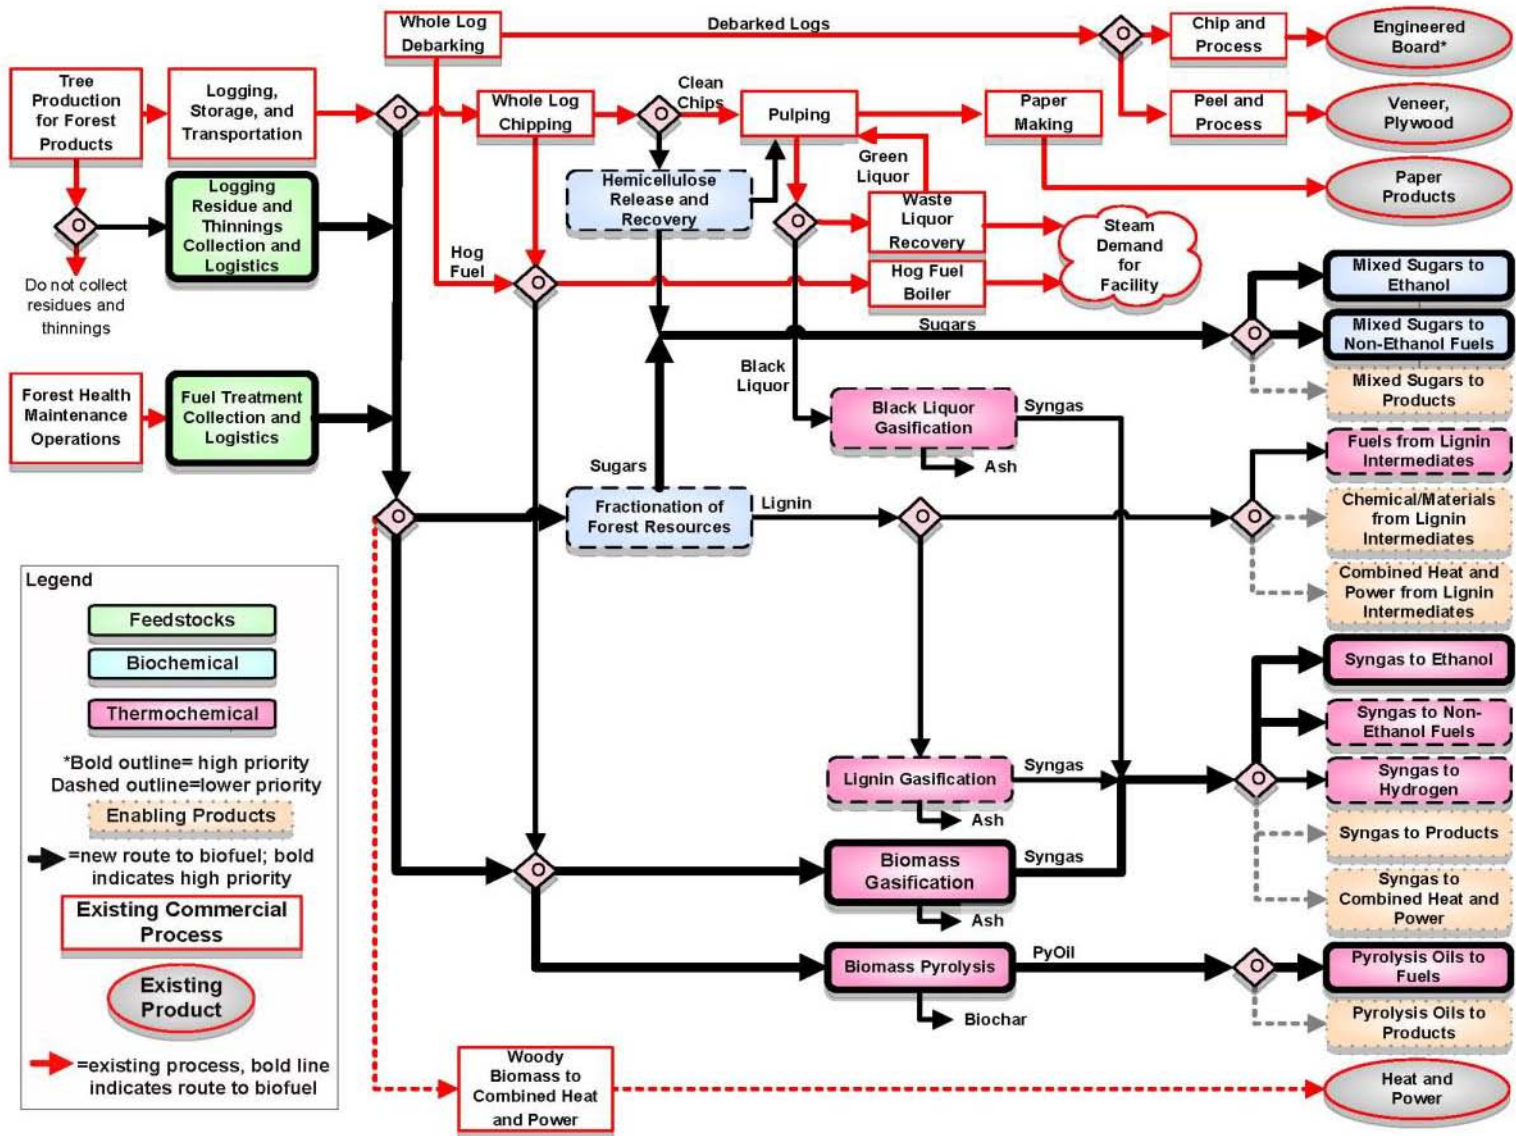 Whole Log
Debarking
Debarked Logs
O
Chip and
Process
Engineered
Board*
Tree
Production
for Forest
Products
Logging,
Storage, and
Transportation
O
Whole Log
Chipping
O
Clean
Chips
Pulping
Paper
Making
Peel and
Process
Veneer,
Plywood
Green
Liquor
Paper
Products
Logging
Residue and
Thinnings
Collection and
Logistics
O
Hemicellulose
Release and
Recovery
O
Waste
Liquor
Recovery
Steam
Demand
for
Facility
Do not collect
residues and
thinnings
Hog
Fuel
O
Hog Fuel
Boiler
Mixed Sugars to
Ethanol
Sugars
O
Mixed Sugars to
Non-Ethanol Fuels
Mixed Sugars to
Products
Forest Health
Maintenance
Operations
Fuel Treatment
Collection and
Logistics
Black
Liquor
Black Liquor
Gasification
Syngas
Ash
Fuels from Lignin
Intermediates
Sugars
O
Fractionation of
Forest Resources
Lignin
O
O
Chemical/Materials
from Lignin
Intermediates
Combined Heat and
Power from Lignin
Intermediates
Legend
Feedstocks
Biochemical
Thermochemical
*Bold outline= high priority
Dashed outline=lower priority
Enabling Products
=new route to biofuel; bold
indicates high priority
Existing Commercial
Process
Existing
Product
=existing process, bold line
indicates route to biofuel
Syngas to Ethanol
Syngas to Non-
Ethanol Fuels
Lignin Gasification
Syngas
Ash
O
Syngas to
Hydrogen
Syngas to Products
O
Biomass
Gasification
Syngas
Ash
Syngas to
Combined Heat and
Power
Biomass Pyrolysis
PyOil
Biochar
O
Pyrolysis Oils to
Fuels
Pyrolysis Oils to
Products
Woody
Biomass to
Combined Heat
and Power
Heat and
Power